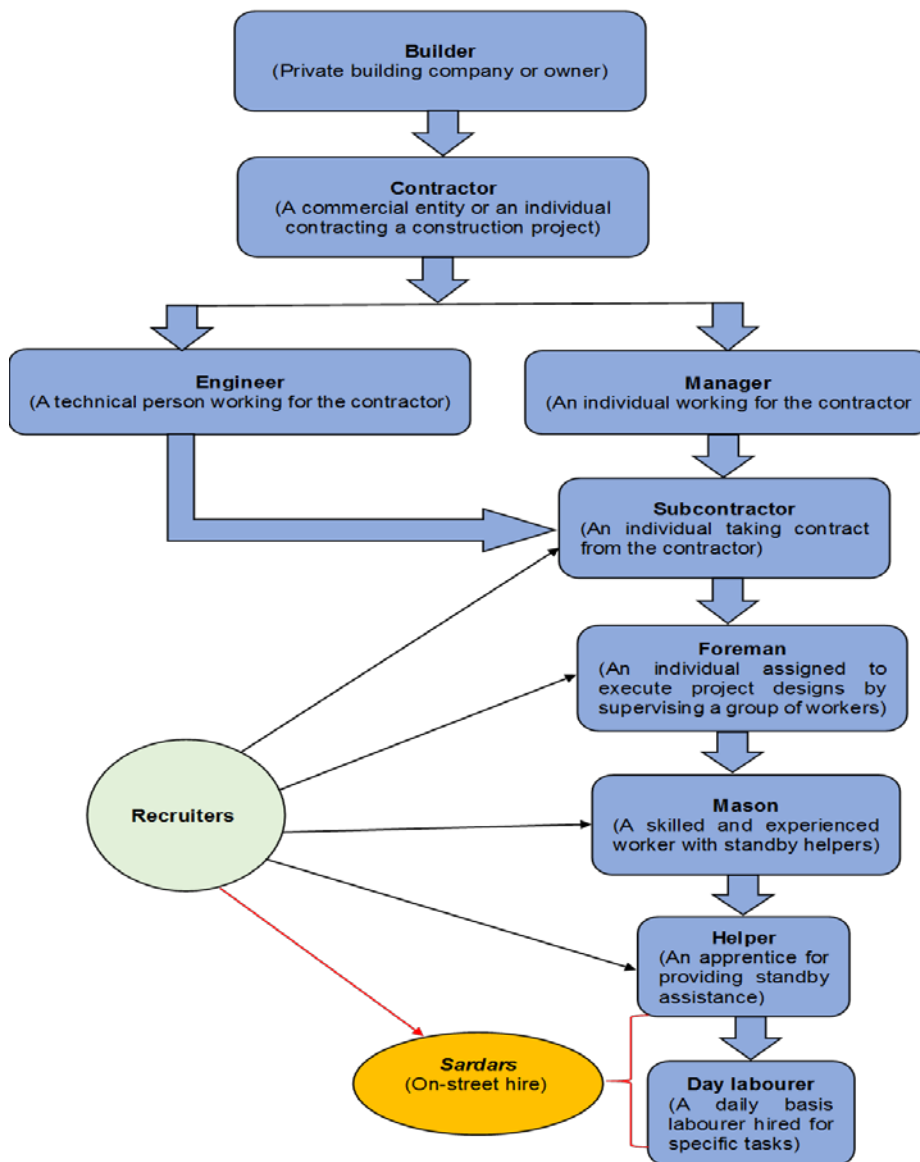 Builder
(Private building company or owner)
Contractor
(A commercial entity or an individual
contracting a construction project)
Engineer
(A technical person working for the contractor)
Manager
(An individual working for the contractor
Subcontractor
(An individual taking contract
from the contractor)
Foreman
(An individual assigned to
execute project designs by
supervising a group of workers)
Recruiters
Mason
(A skilled and experienced
worker with standby helpers)
Helper
(An apprentice for
providing standby
assistance)
Sardars
(On-street hire)
Day labourer
(A daily basis
labourer hired for
specific tasks)